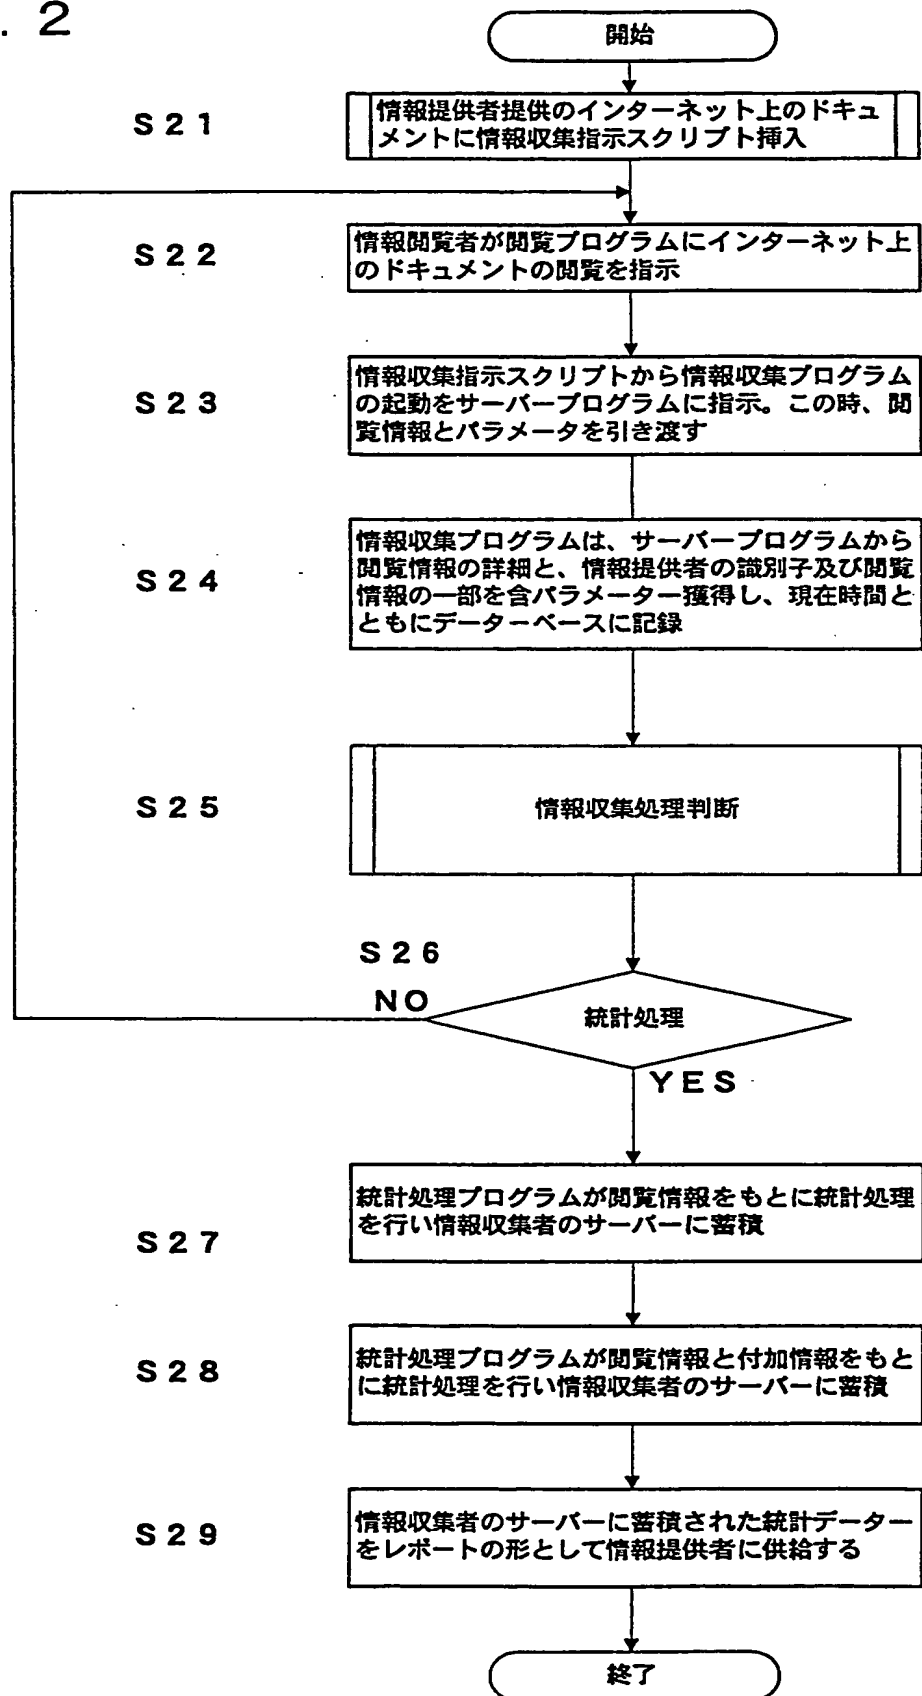 . 2
開始
S21
情報提供者提供のインターネット上のドキュ
メントに情報収集指示スクリプト挿入
S22
情報閲覧者が閲覧プログラムにインターネット上
のドキュメントの閲覧を指示
S23
情報収集指示スクリプトから情報収集プログラム
の起動をサーバープログラムに指示。この時、閲
覧情報とパラメータを引き渡す
S24
情報収集プログラムは、サーバープログラムから
閲覧情報の詳細と、情報提供者の識別子及び閲覧
情報の一部を含パラメーター獲得し、現在時間と
ともにデーターベースに記録
S25
情報収集処理判断
S26
NO
統計処理
YES
S27
統計処理プログラムが閲覧情報をもとに統計処理
を行い情報収集者のサーバーに蓄積
S28
統計処理プログラムが閲覧情報と付加情報をもと
に統計処理を行い情報収集者のサーバーに蓄積
S29
情報収集者のサーバーに蓄積された統計データー
をレポートの形として情報提供者に供給する
終了